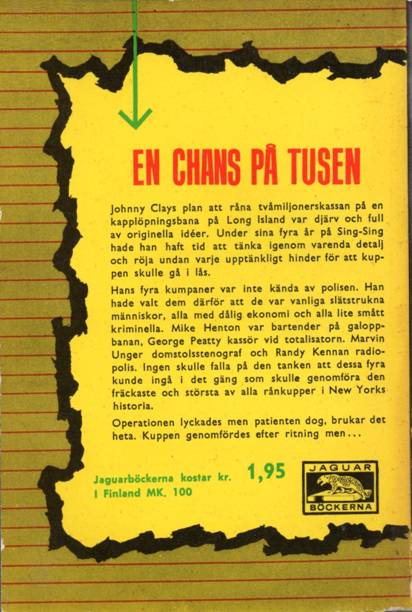 EN CHANS PÅ TUSEN
Johnny Clays plan att råna tvåmiljonerskassan på en
kapplöpningsbana på Long Island var djärv och full
av originella idéer. Under sina fyra år på Sing-Sing
hade han haft tid att tänka igenom varenda detalj
och röja undan varje upptänkligt hinder för att kup-
pen skulle gå i lås.
Hans fyra kumpaner var inte kända av polisen. Han
hade valt dem därför att de var vanliga slätstrukna
människor, alla med dålig ekonomi och alla lite smått
kriminella. Mike Henton var bartender på galopp-
banan, George Peatty kassör vid totalisatorn. Marvin
Unger domstolsstenograf och Randy Kennan radio-
polis. Ingen skulle falla på den tanken att dessa fyra
kunde ingå i det gäng som skulle genomföra den
fräckaste och största av alla rånkupper i New Yorks
historia.
Operationen lyckades men patienten dog, brukar det
heta. Kuppen genomfördes efter ritning men...
Jaguarböckerna kostar kr. 1,95
I Finland MK. 100
JAGUAR
BÖCKERNA